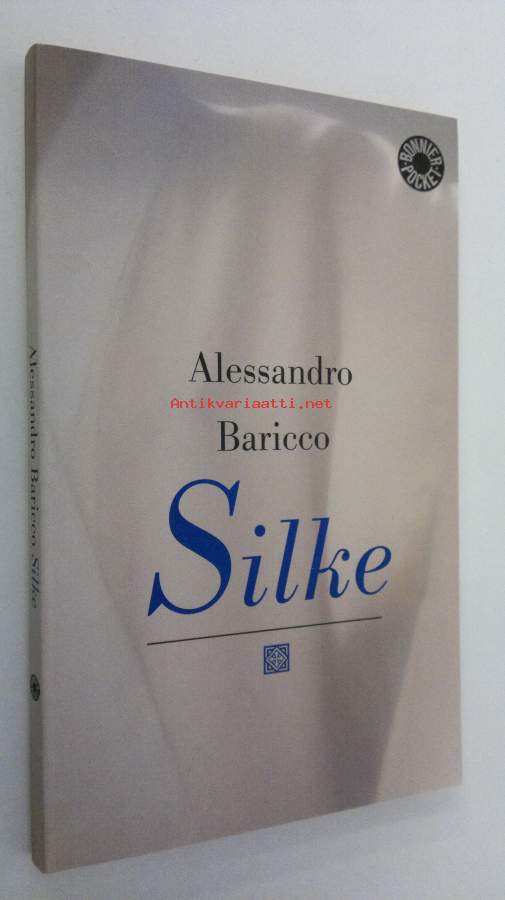 BONNIER
POCKET
Alessandro
Antikvariaatti.net
Baricco
Silke
Alessandro Baricco Silke